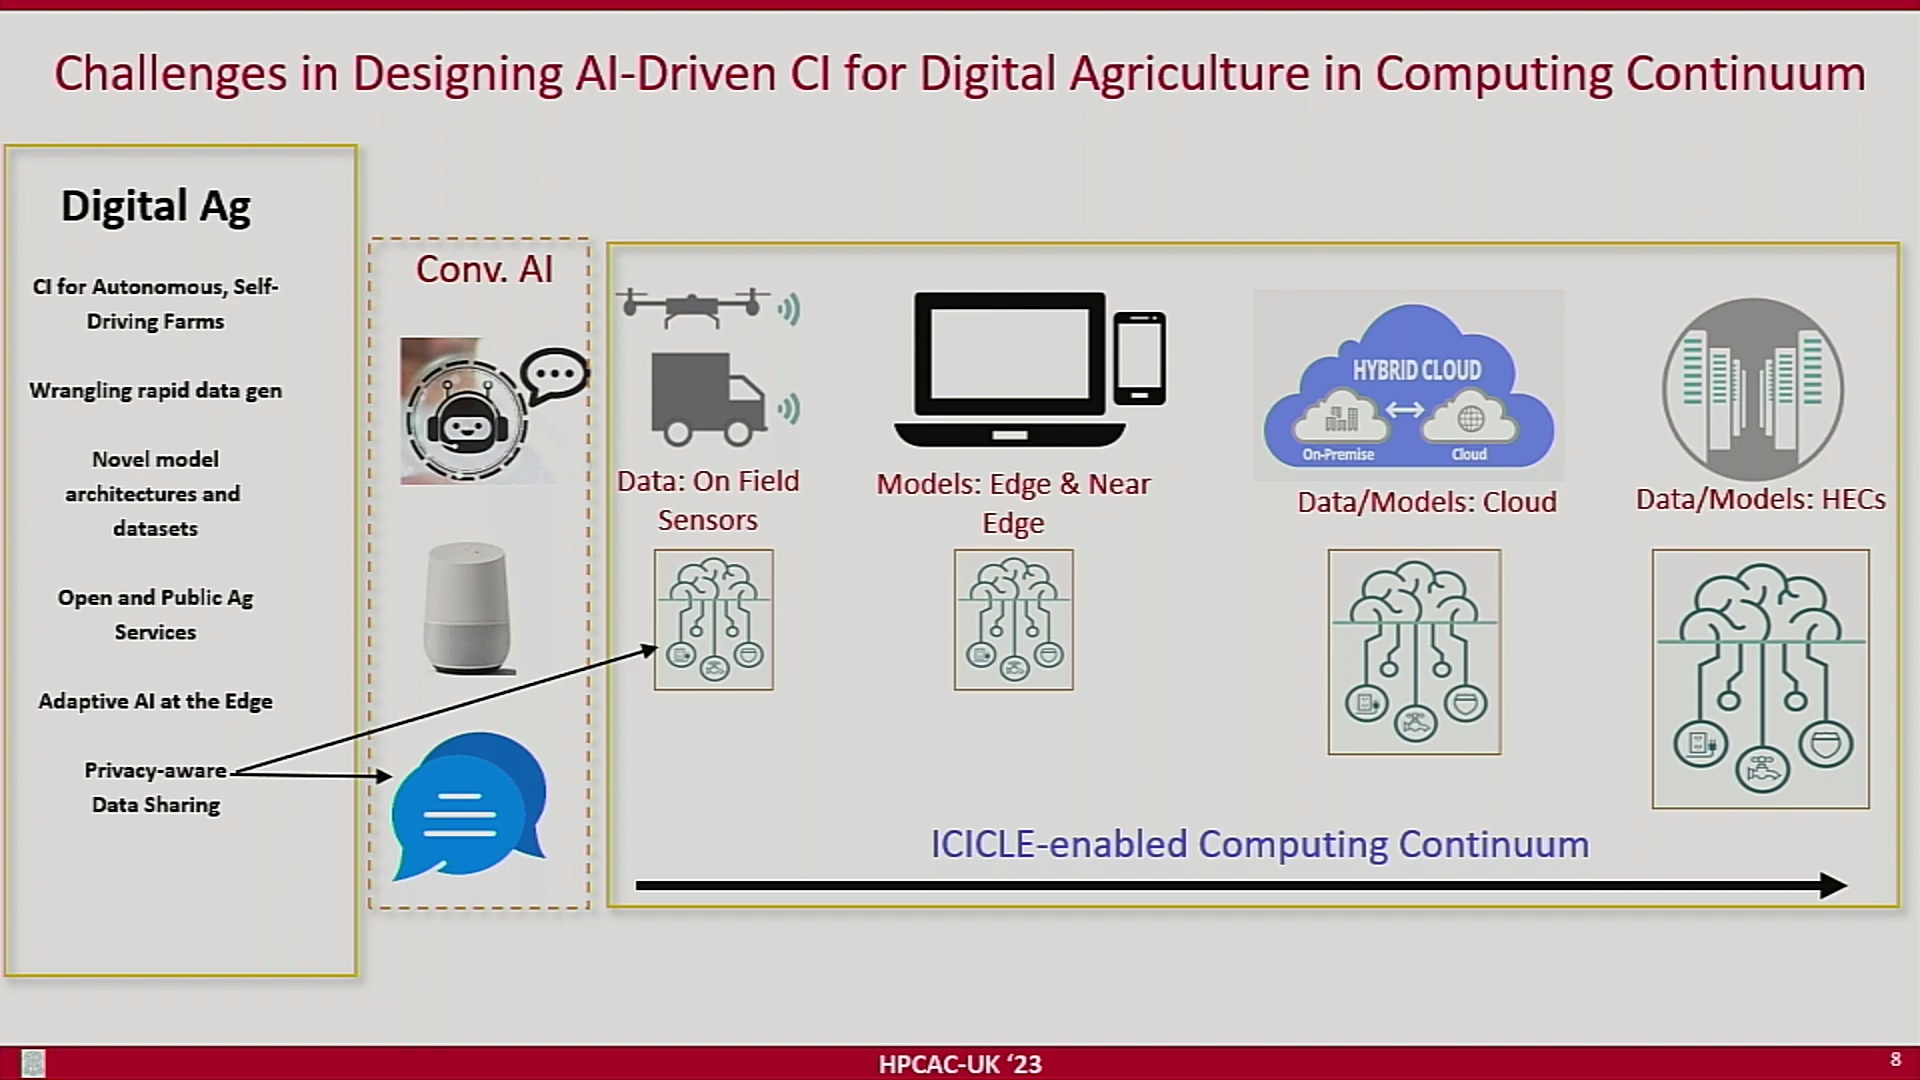 Challenges in Designing AI-Driven CI for Digital Agriculture in Computing Continuum
Digital Ag
CI for Autonomous, Self-
Driving Farms
Wrangling rapid data gen
Novel model
architectures and
datasets
Open and Public Ag
Services
Adaptive AI at the Edge
Privacy-aware
Data Sharing
Conv. AI
Data: On Field
Sensors
Models: Edge & Near
Edge
HYBRID CLOUD
On-Premise
Cloud
Data/Models: Cloud
Data/Models: HECs
ICICLE-enabled Computing Continuum
HPCAC-UK ‘23
8